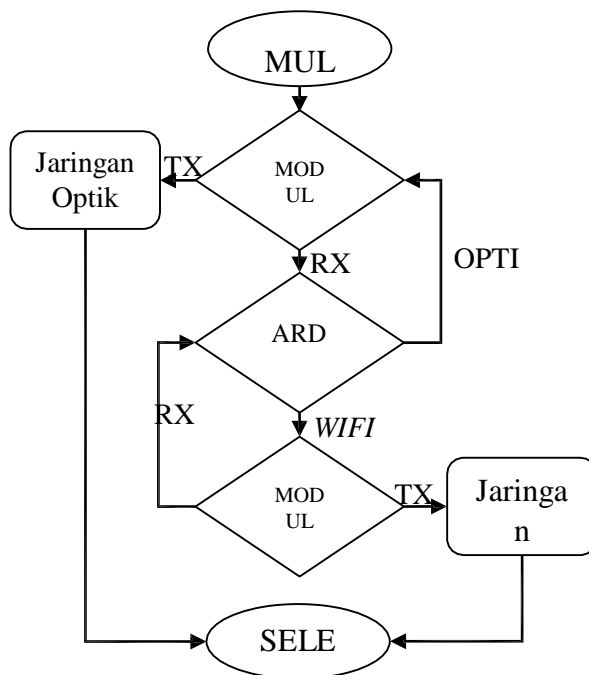 MUL
MOD
UL
TX
Jaringan
Optik
RX
OPTI
ARD
RX
WIFI
MOD
UL
TX
Jaringa
n
SELE